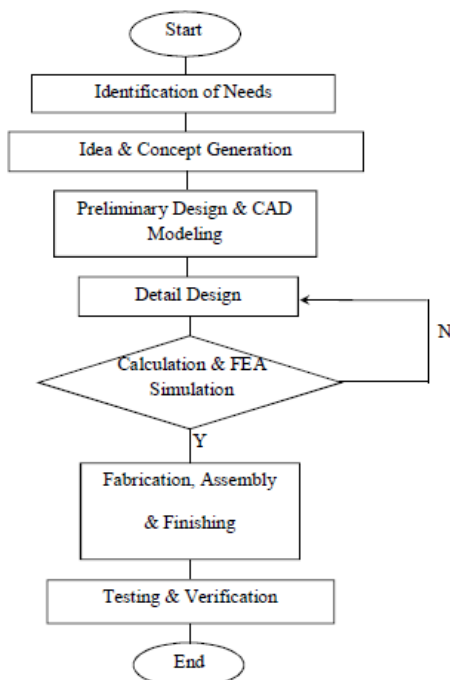 Start
Identification of Needs
Idea & Concept Generation
Preliminary Design & CAD
Modeling
Detail Design
N
Calculation & FEA
Simulation
Y
Fabrication, Assembly
& Finishing
Testing & Verification
End